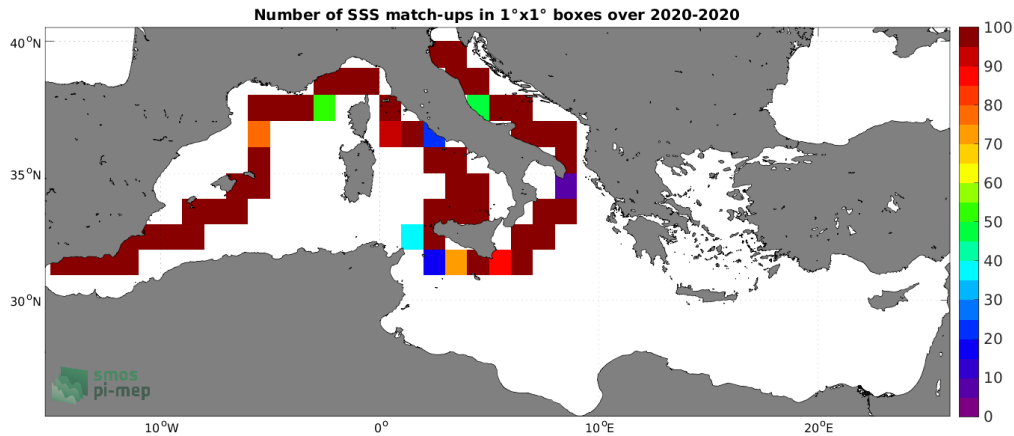 Number of SSS match-ups in 1°x1° boxes over 2020-2020
40°N
35°N
30°N
10°W
0°
10°E
20°E
100
90
80
70
60
50
40
30
20
10
0
smos
pi-mep